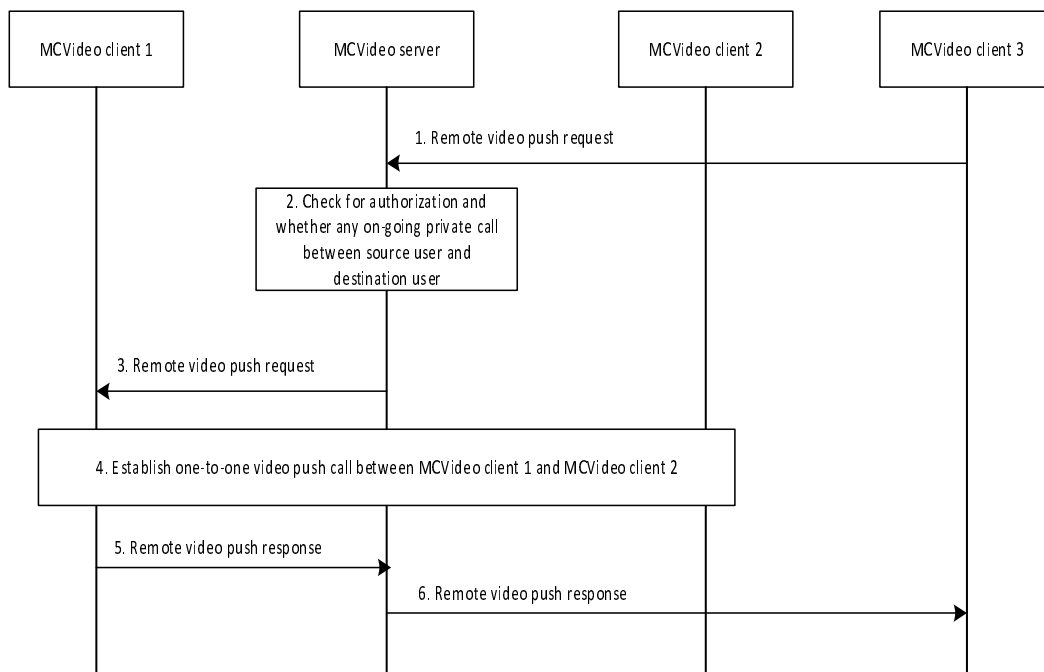 MCVideo client 1
MCVideo server
MCVideo client 2
MCVideo client 3
1. Remote video push request
2. Check for authorization and
whether any on-going private call
between source user and
destination user
3. Remote video push request
4. Establish one-to-one video push call between MCVideo client 1 and MCVideo client 2
5. Remote video push response
6. Remote video push response